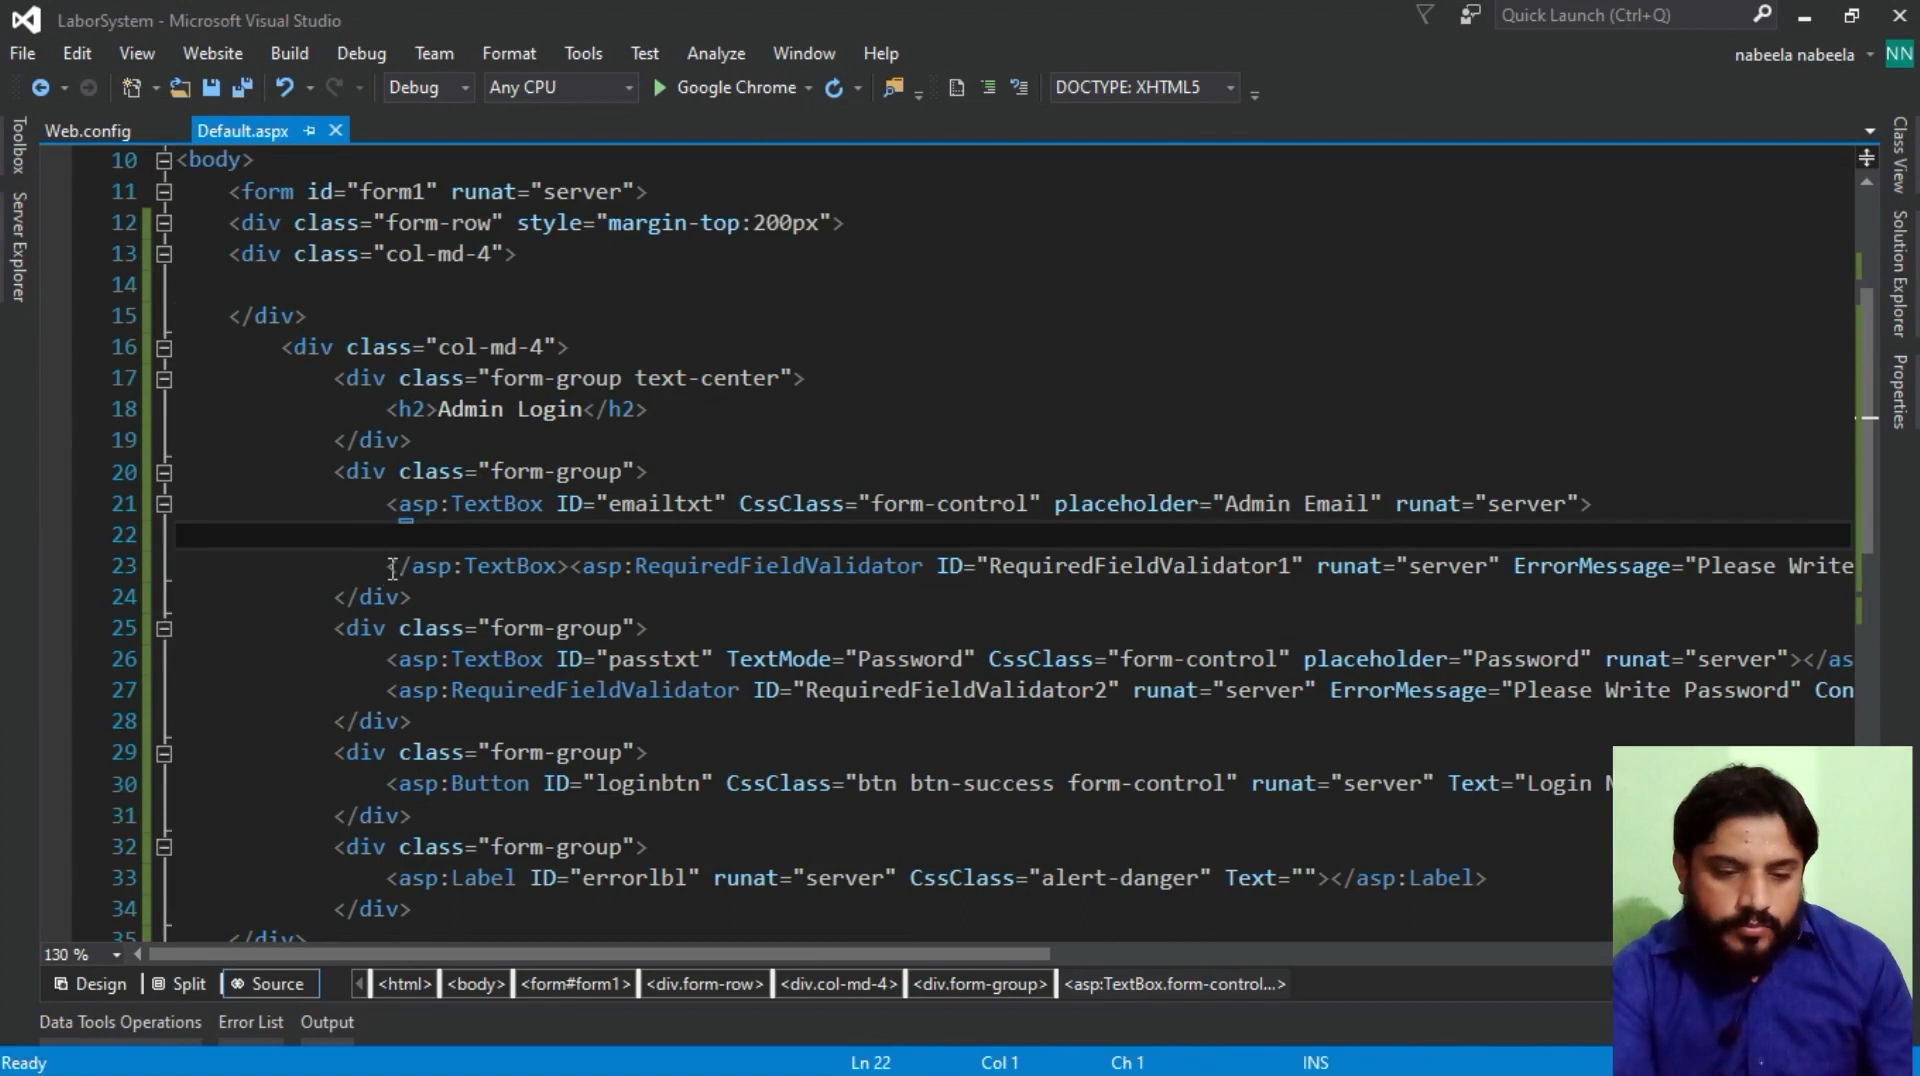 LaborSystem - Microsoft Visual Studio
Quick Launch (Ctrl+Q)
File Edit View Website Build Debug Team Format Tools Test Analyze Window Help
nabeela nabeela NN
Debug Any CPU Google Chrome DOCTYPE: XHTML5
Toolbox
Server Explorer
Web.config Default.aspx
Class View
Solution Explorer
Properties
10 <body>
11 <form id="form1" runat="server">
12 <div class="form-row" style="margin-top:200px">
13 <div class="col-md-4">
14
15 </div>
16 <div class="col-md-4">
17 <div class="form-group text-center">
18 <h2>Admin Login</h2>
19 </div>
20 <div class="form-group">
21 <asp:TextBox ID="emailtxt" CssClass="form-control" placeholder="Admin Email" runat="server">
22
23 </asp:TextBox><asp:RequiredFieldValidator ID="RequiredFieldValidator1" runat="server" ErrorMessage="Please Write
24 </div>
25 <div class="form-group">
26 <asp:TextBox ID="passtxt" TextMode="Password" CssClass="form-control" placeholder="Password" runat="server"></as
27 <asp:RequiredFieldValidator ID="RequiredFieldValidator2" runat="server" ErrorMessage="Please Write Password" Con
28 </div>
29 <div class="form-group">
30 <asp:Button ID="loginbtn" CssClass="btn btn-success form-control" runat="server" Text="Login
31 </div>
32 <div class="form-group">
33 <asp:Label ID="errorlbl" runat="server" CssClass="alert-danger" Text=""></asp:Label>
34 </div>
35 </div>
130 %
Design Split Source <html> <body> <form#form1> <div.form-row> <div.col-md-4> <div.form-group> <asp:TextBox.form-control...>
Data Tools Operations Error List Output
Ready Ln 22 Col 1 Ch 1 INS